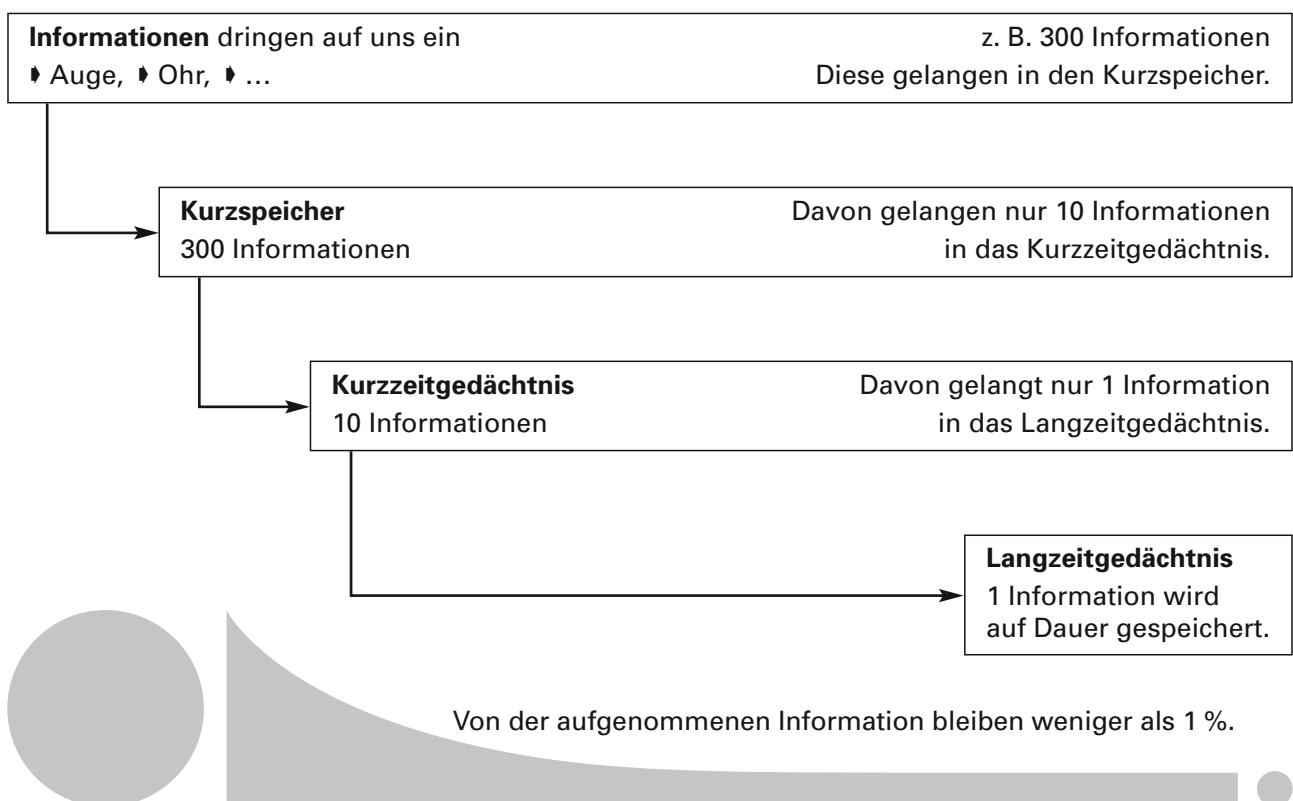 Informationen dringen auf uns ein
➧ Auge, ➧ Ohr, ➧ …
z. B. 300 Informationen
Diese gelangen in den Kurzspeicher.
Kurzspeicher
300 Informationen
Davon gelangen nur 10 Informationen
in das Kurzzeitgedächtnis.
Kurzzeitgedächtnis
10 Informationen
Davon gelangt nur 1 Information
in das Langzeitgedächtnis.
Langzeitgedächtnis
1 Information wird
auf Dauer gespeichert.
Von der aufgenommenen Information bleiben weniger als 1 %.